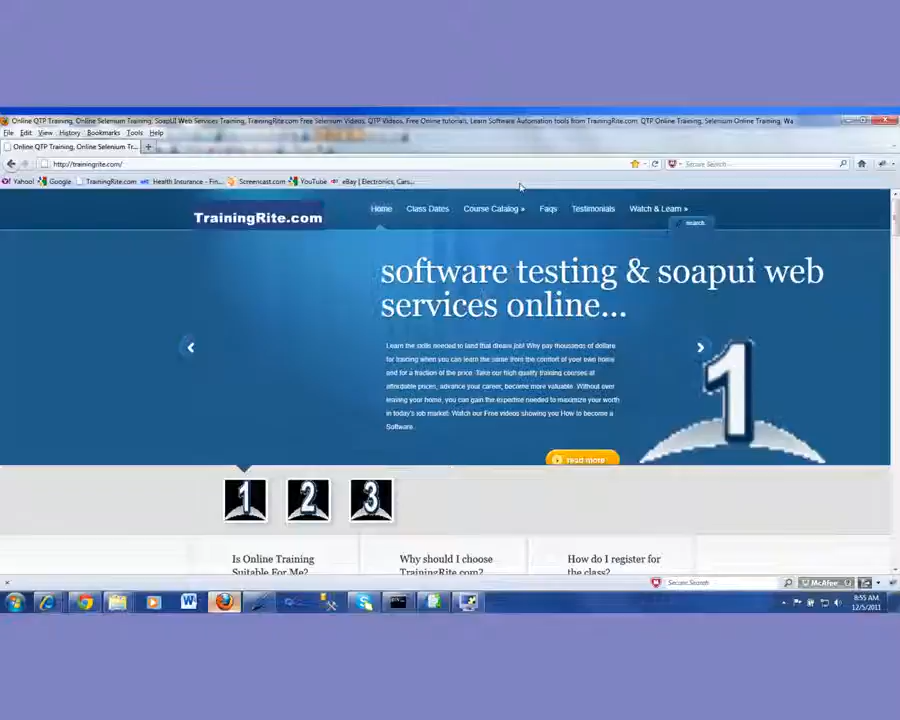 Online QTP Training, Online Selenium Training, SoapUI Web Services Training, TrainingRite.com Free Selenium Videos, QTP Videos, Free Online tutorials, Learn Software Automation tools from TrainingRite.com. QTP Online Training, Selenium Online Training, Wa
File Edit View History Bookmarks Tools Help
Online QTP Training, Online Selenium Tr...
http://trainingrite.com/
Secure Search
Yahoo! Google TrainingRite.com Health Insurance - Fin... Screencast.com YouTube eBay | Electronics, Cars...
TrainingRite.com
Home Class Dates Course Catalog » Faqs Testimonials Watch & Learn »
search
software testing & soapui web
services online...
Learn the skills needed to land that dream job! Why pay thousands of dollars
for training when you can learn the same from the comfort of your own home
and for a fraction of the price. Take our high quality training courses at
affordable prices, advance your career, become more valuable. Without ever
leaving your home, you can gain the expertise needed to maximize your worth
in today's job market. Watch our Free videos showing you How to become a
Software.
1
read more
1 2 3
Is Online Training
Suitable For Me?
Why should I choose
TrainingRite.com?
How do I register for
the class?
Secure Search
McAfee
8:55 AM
12/5/2011